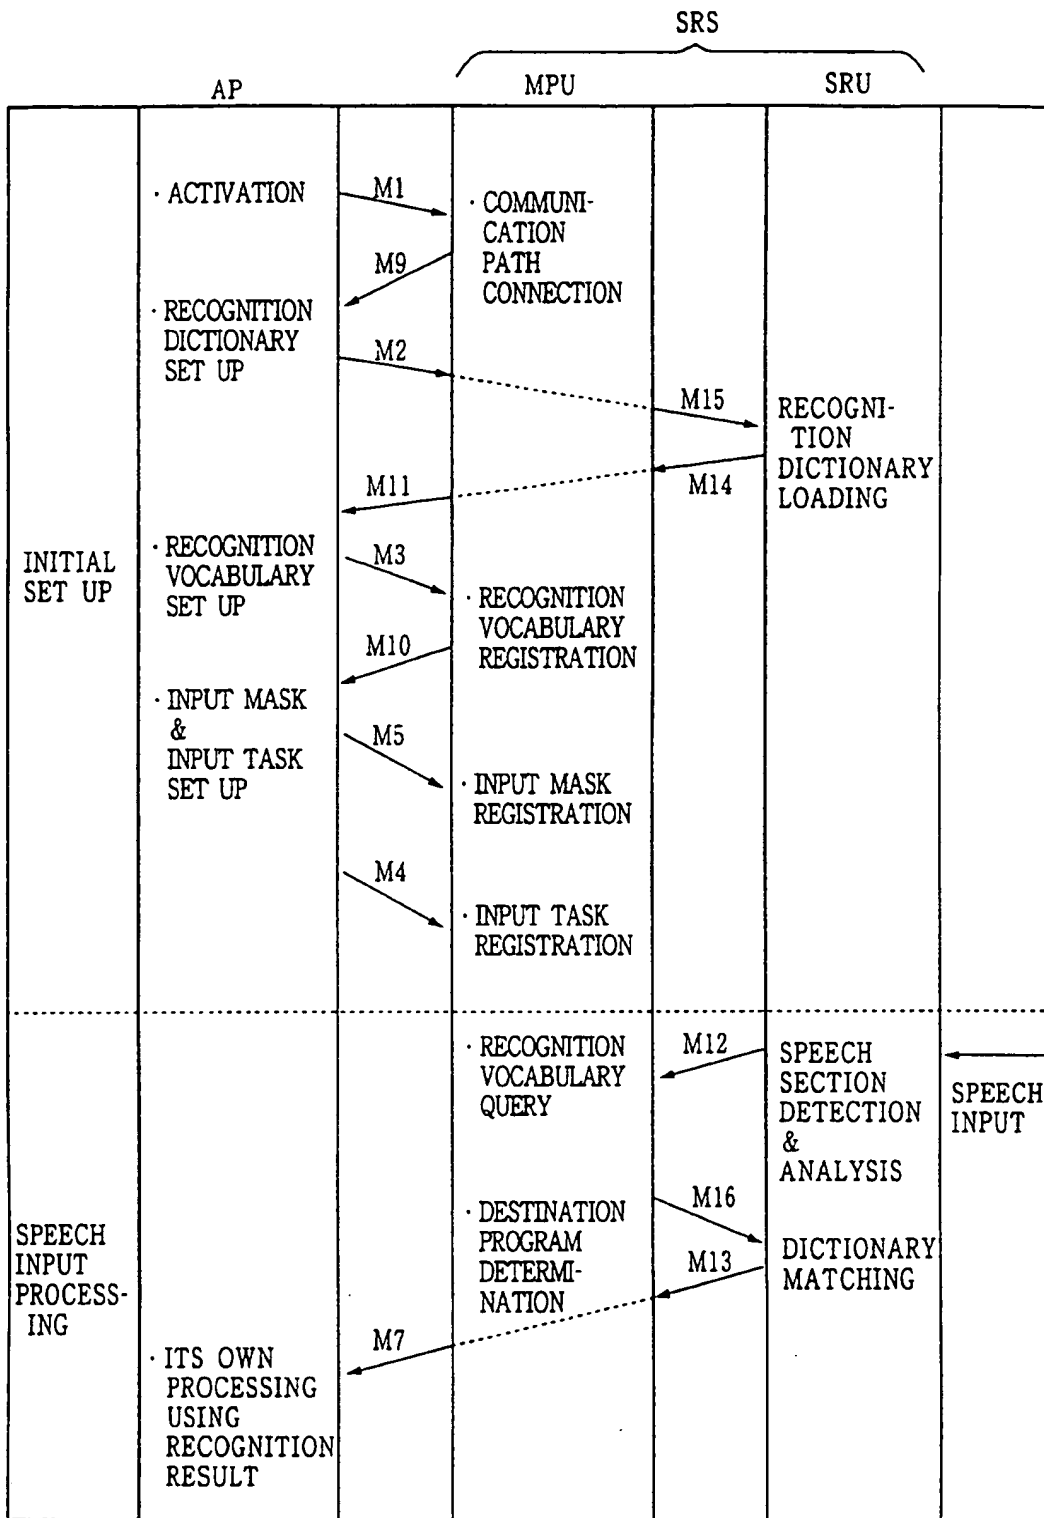 SRS
AP
MPU
SRU
· ACTIVATION
M1
· COMMUNI-
CATION
PATH
CONNECTION
M9
· RECOGNITION
DICTIONARY
SET UP
M2
M15
RECOGNI-
TION
DICTIONARY
LOADING
M14
M11
INITIAL
SET UP
· RECOGNITION
VOCABULARY
SET UP
M3
· RECOGNITION
VOCABULARY
REGISTRATION
M10
· INPUT MASK
&
INPUT TASK
SET UP
M5
· INPUT MASK
REGISTRATION
M4
· INPUT TASK
REGISTRATION
· RECOGNITION
VOCABULARY
QUERY
M12
SPEECH
SECTION
DETECTION
&
ANALYSIS
SPEECH
INPUT
SPEECH
INPUT
PROCESS-
ING
M16
· DESTINATION
PROGRAM
DETERMI-
NATION
DICTIONARY
MATCHING
M13
M7
· ITS OWN
PROCESSING
USING
RECOGNITION
RESULT